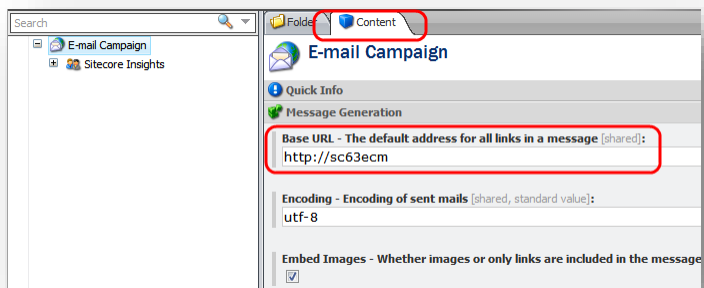 Search
E-mail Campaign
Sitecore Insights
Folder
Content
E-mail Campaign
Quick Info
Message Generation
Base URL - The default address for all links in a message [shared]:
http://sc63ecm
Encoding - Encoding of sent mails [shared, standard value]:
utf-8
Embed Images - Whether images or only links are included in the message